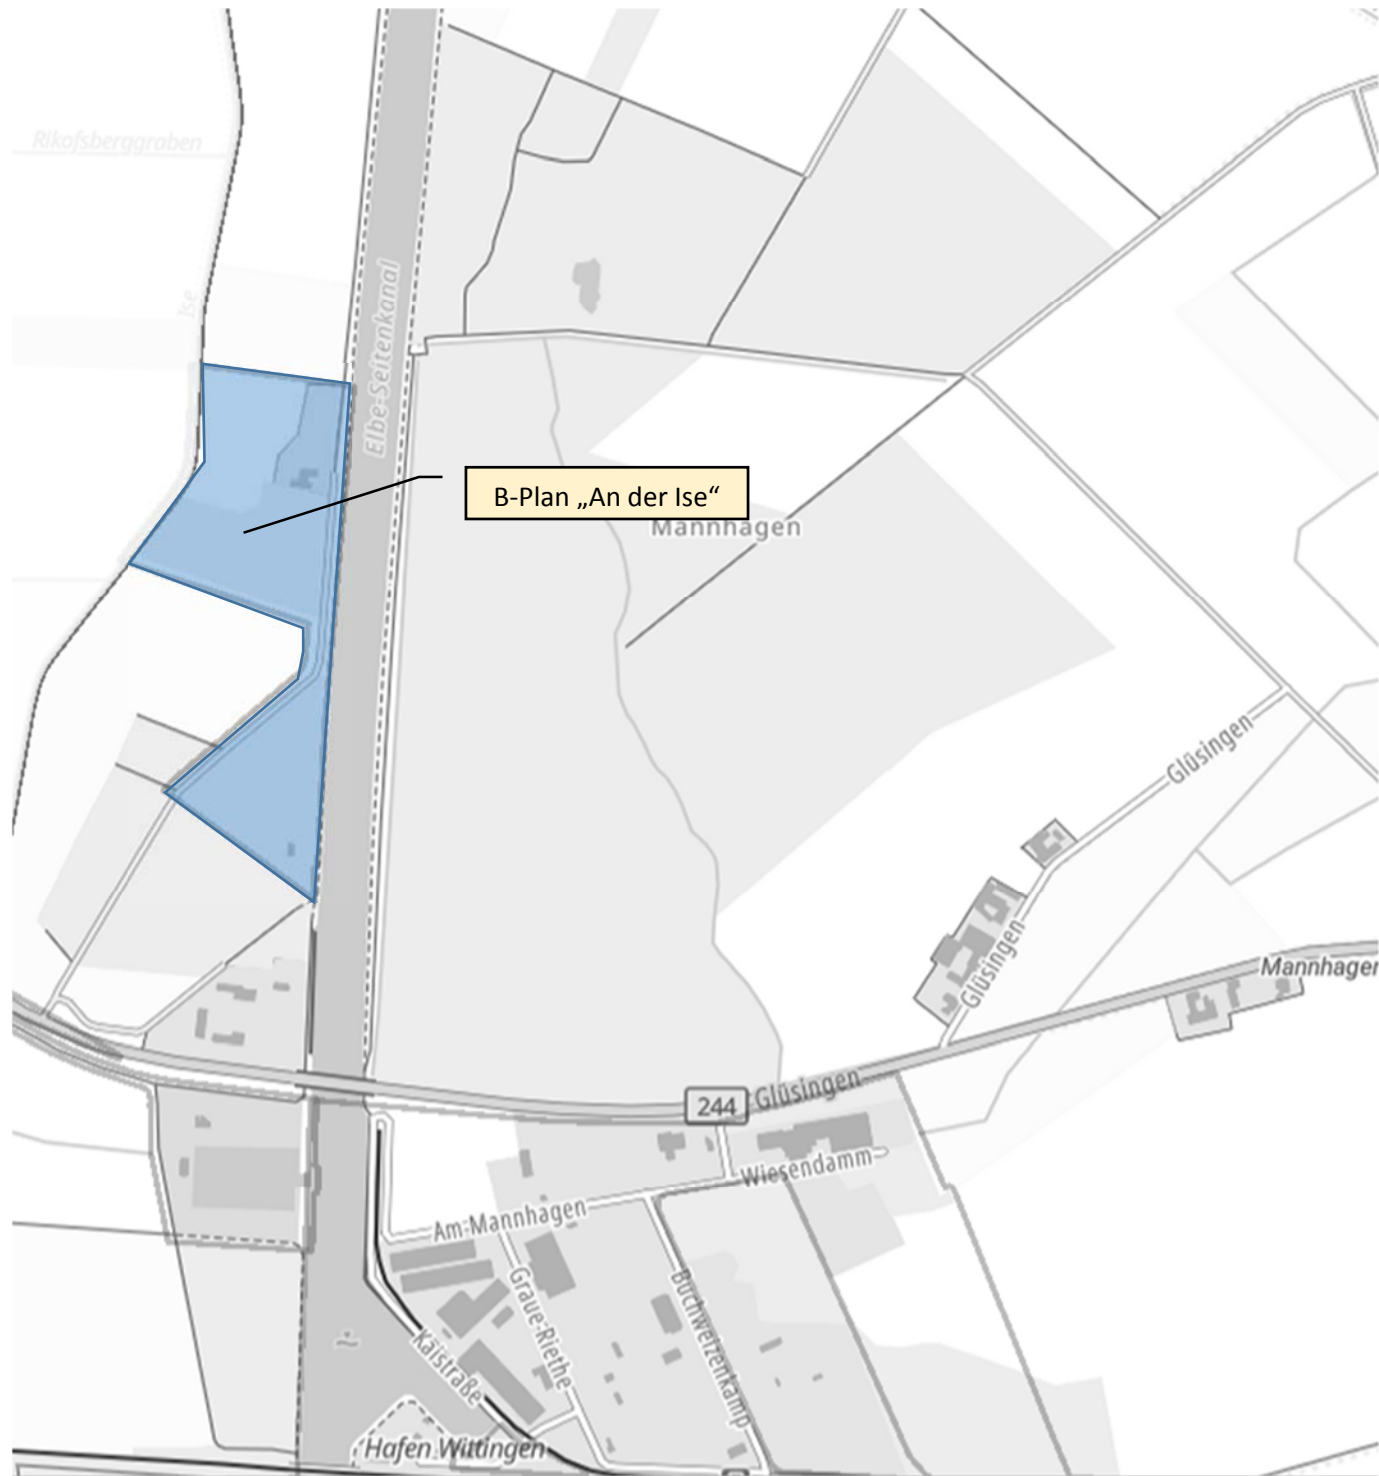 Rikofsberggraben
Ise
Elbe-Seitenkanal
B-Plan „An der Ise“
Mannhagen
Glüsingen
Glüsingen
Mannhagen
244
Glüsingen
Wiesendamm
Am-Mannhagen
Graue-Riethe
Buchweizenkamp
Kaistraße
Hafen Wittingen